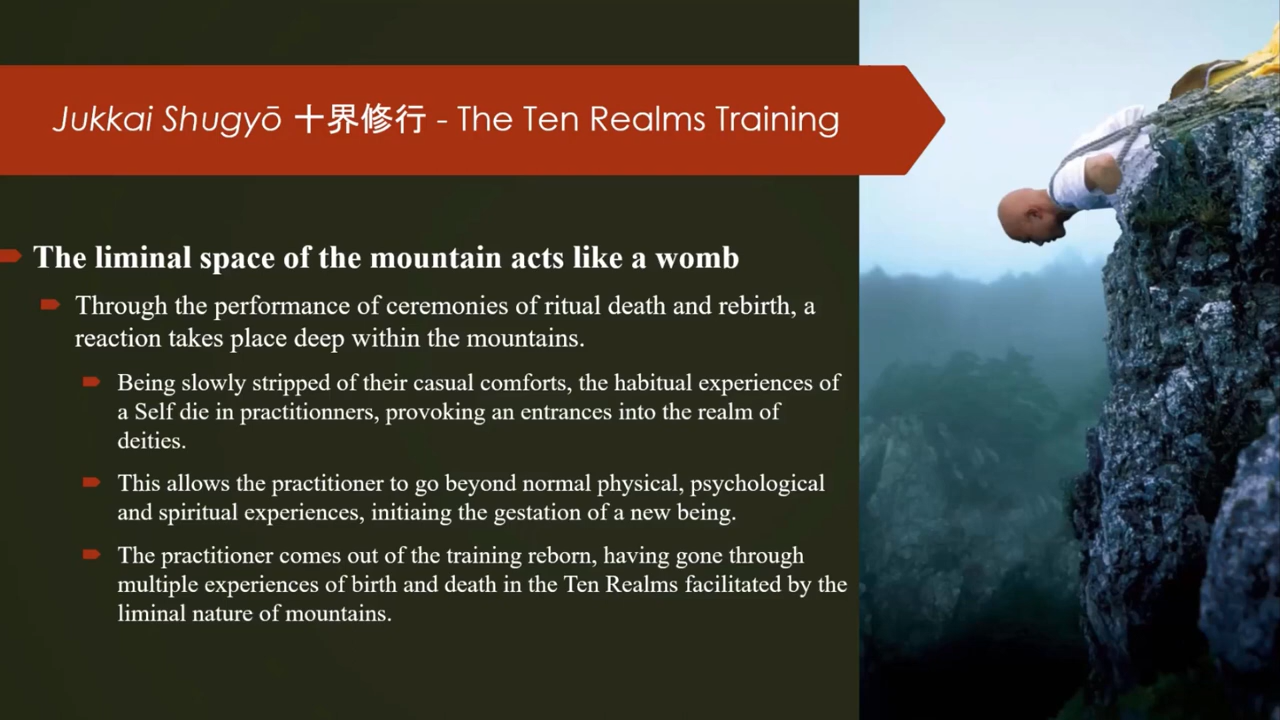 Jukkai Shugyō 十界修行 - The Ten Realms Training
The liminal space of the mountain acts like a womb
Through the performance of ceremonies of ritual death and rebirth, a
reaction takes place deep within the mountains.
Being slowly stripped of their casual comforts, the habitual experiences of
a Self die in practitionners, provoking an entrances into the realm of
deities.
This allows the practitioner to go beyond normal physical, psychological
and spiritual experiences, initiaing the gestation of a new being.
The practitioner comes out of the training reborn, having gone through
multiple experiences of birth and death in the Ten Realms facilitated by the
liminal nature of mountains.